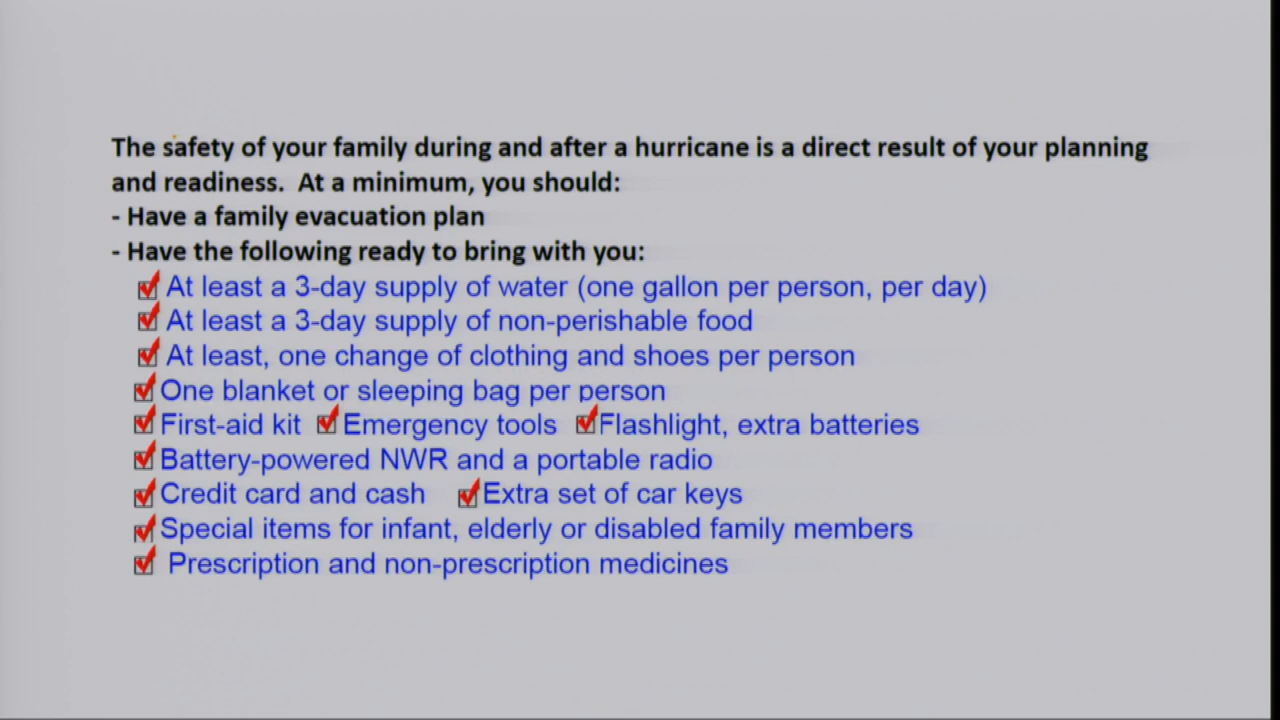 The safety of your family during and after a hurricane is a direct result of your planning
and readiness. At a minimum, you should:
- Have a family evacuation plan
- Have the following ready to bring with you:
At least a 3-day supply of water (one gallon per person, per day)
At least a 3-day supply of non-perishable food
At least, one change of clothing and shoes per person
One blanket or sleeping bag per person
First-aid kit Emergency tools Flashlight, extra batteries
Battery-powered NWR and a portable radio
Credit card and cash Extra set of car keys
Special items for infant, elderly or disabled family members
Prescription and non-prescription medicines